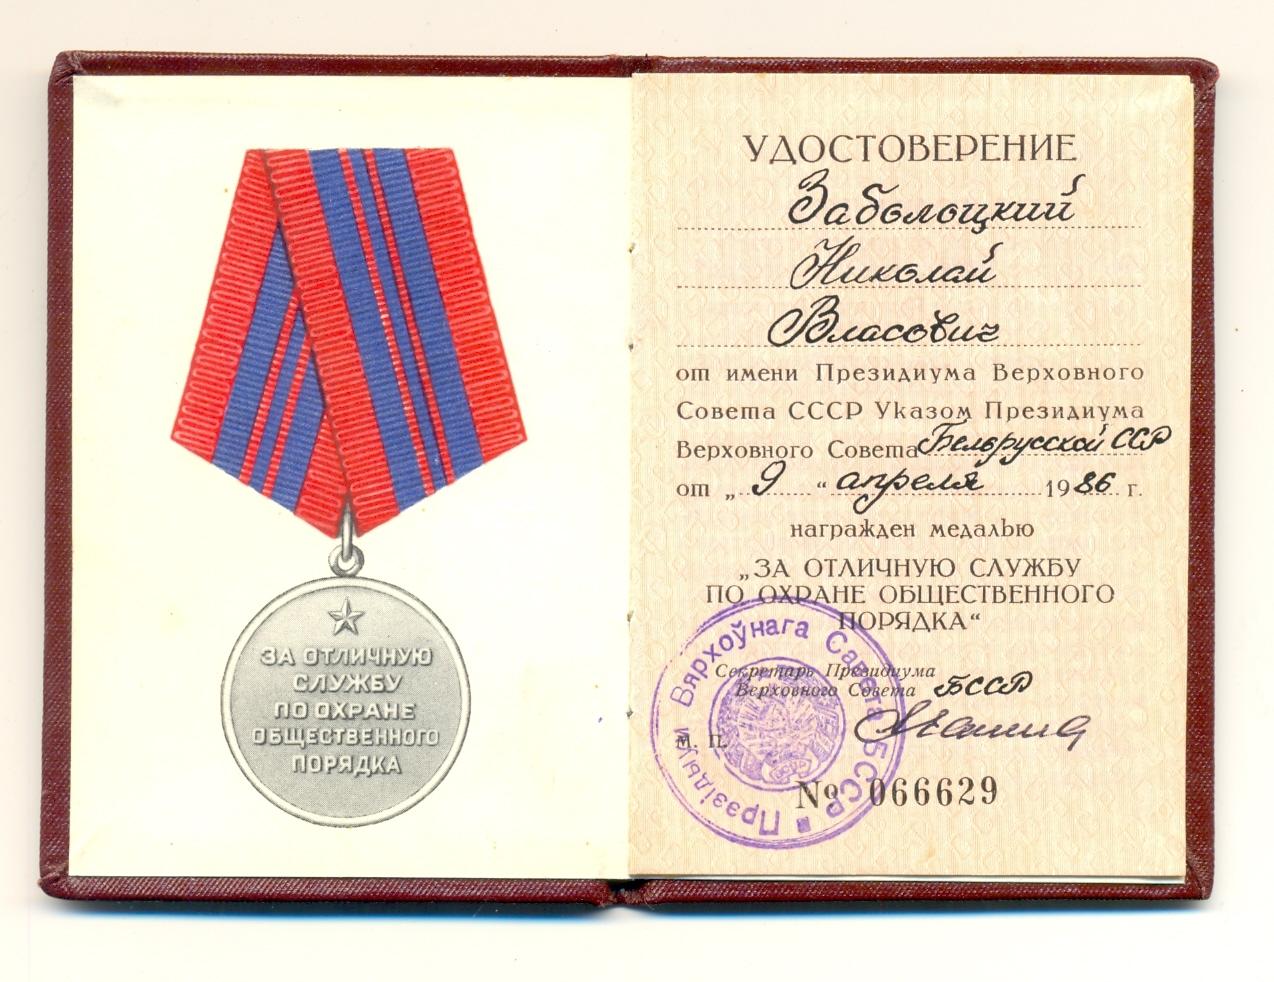 ЗА ОТЛИЧНУЮ
СЛУЖБУ
ПО ОХРАНЕ
ОБЩЕСТВЕННОГО
ПОРЯДКА
УДОСТОВЕРЕНИЕ
Заболоцкий
Николай
Власович
от имени Президиума Верховного
Совета СССР Указом Президиума
Верховного Совета Белорусской ССР
от „ 9 “ апреля 1986 г.
награжден медалью
„ЗА ОТЛИЧНУЮ СЛУЖБУ
ПО ОХРАНЕ ОБЩЕСТВЕННОГО
ПОРЯДКА“
Секретарь Президиума
Верховного Совета БССР
М. П.
№ 066629
Прэзідыум Вярхоўнага Савета БССР